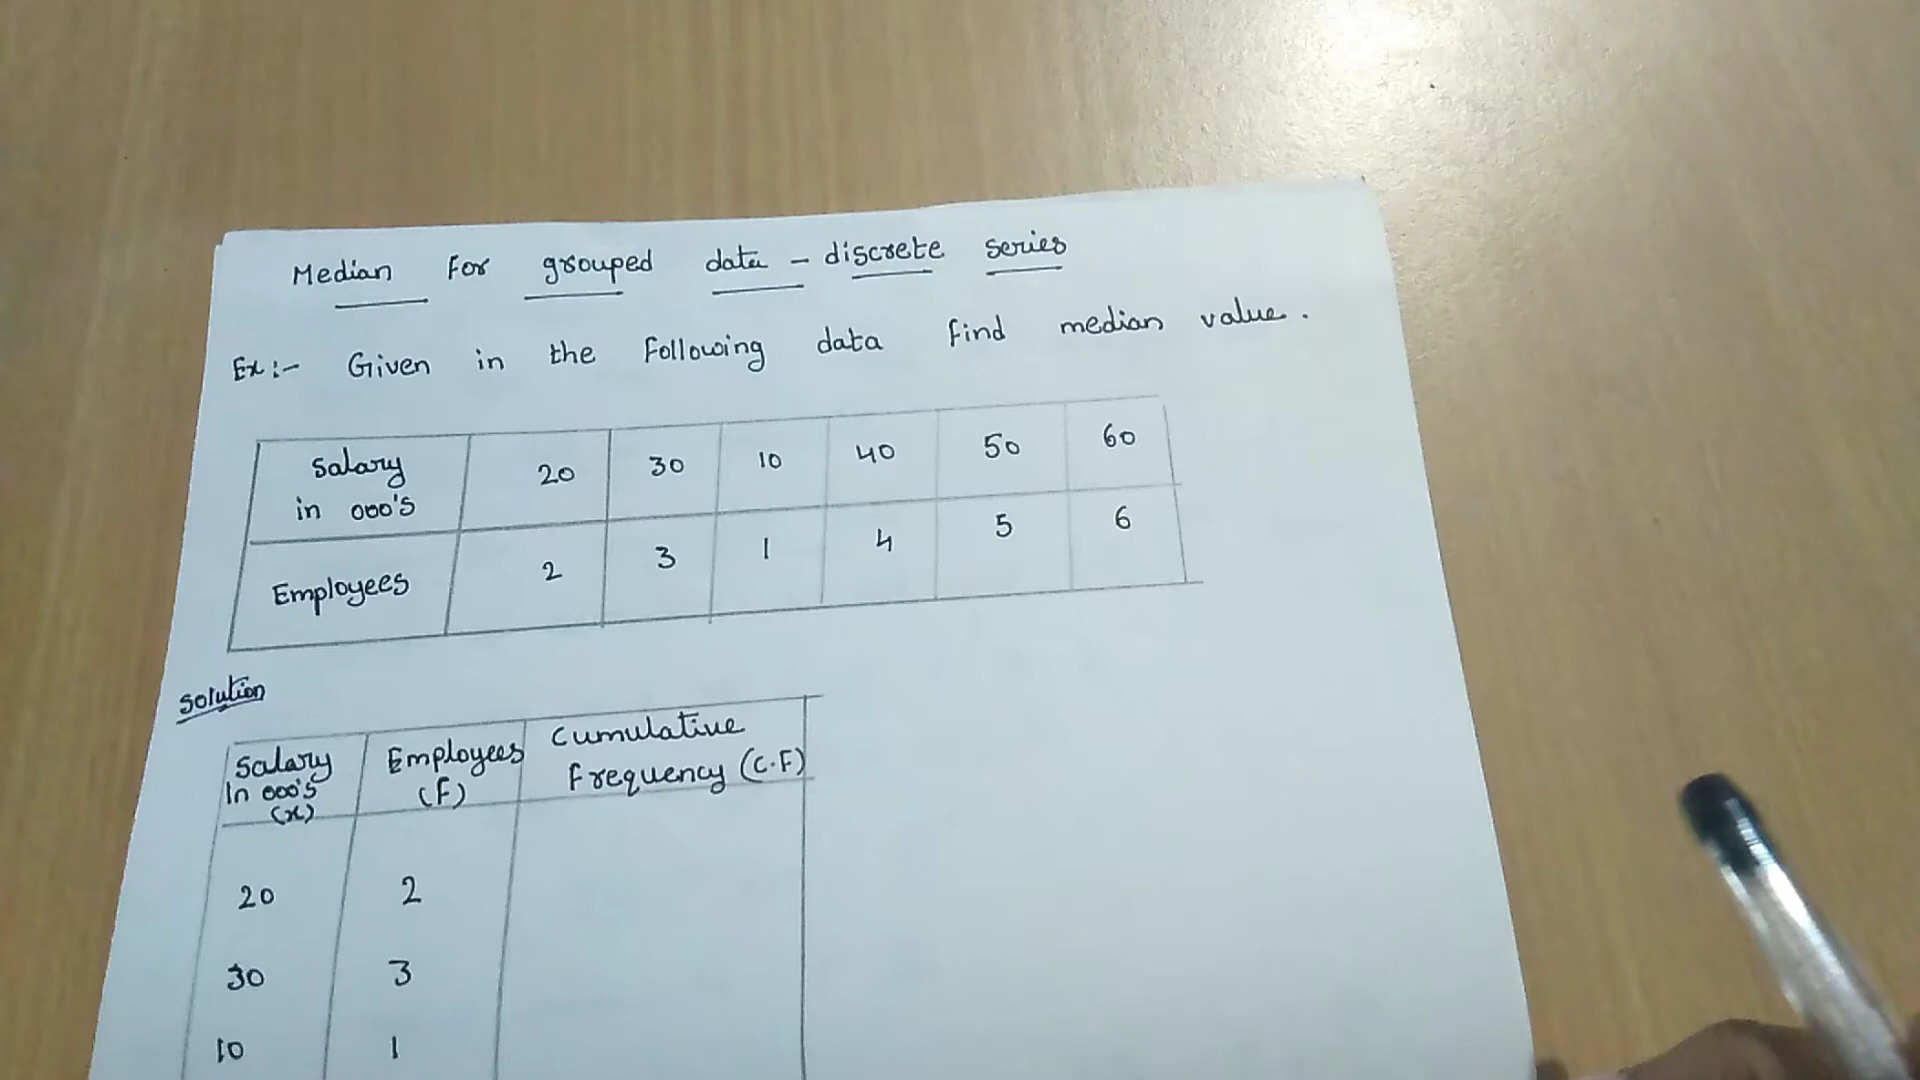 Median For grouped data - discrete series
Ex:- Given in the following data find median value.
Salary in 000's 20 30 10 40 50 60
Employees 2 3 1 4 5 6
Solution
Salary In 000's (x) Employees (F) Cumulative frequency (C.F)
20 2
30 3
10 1